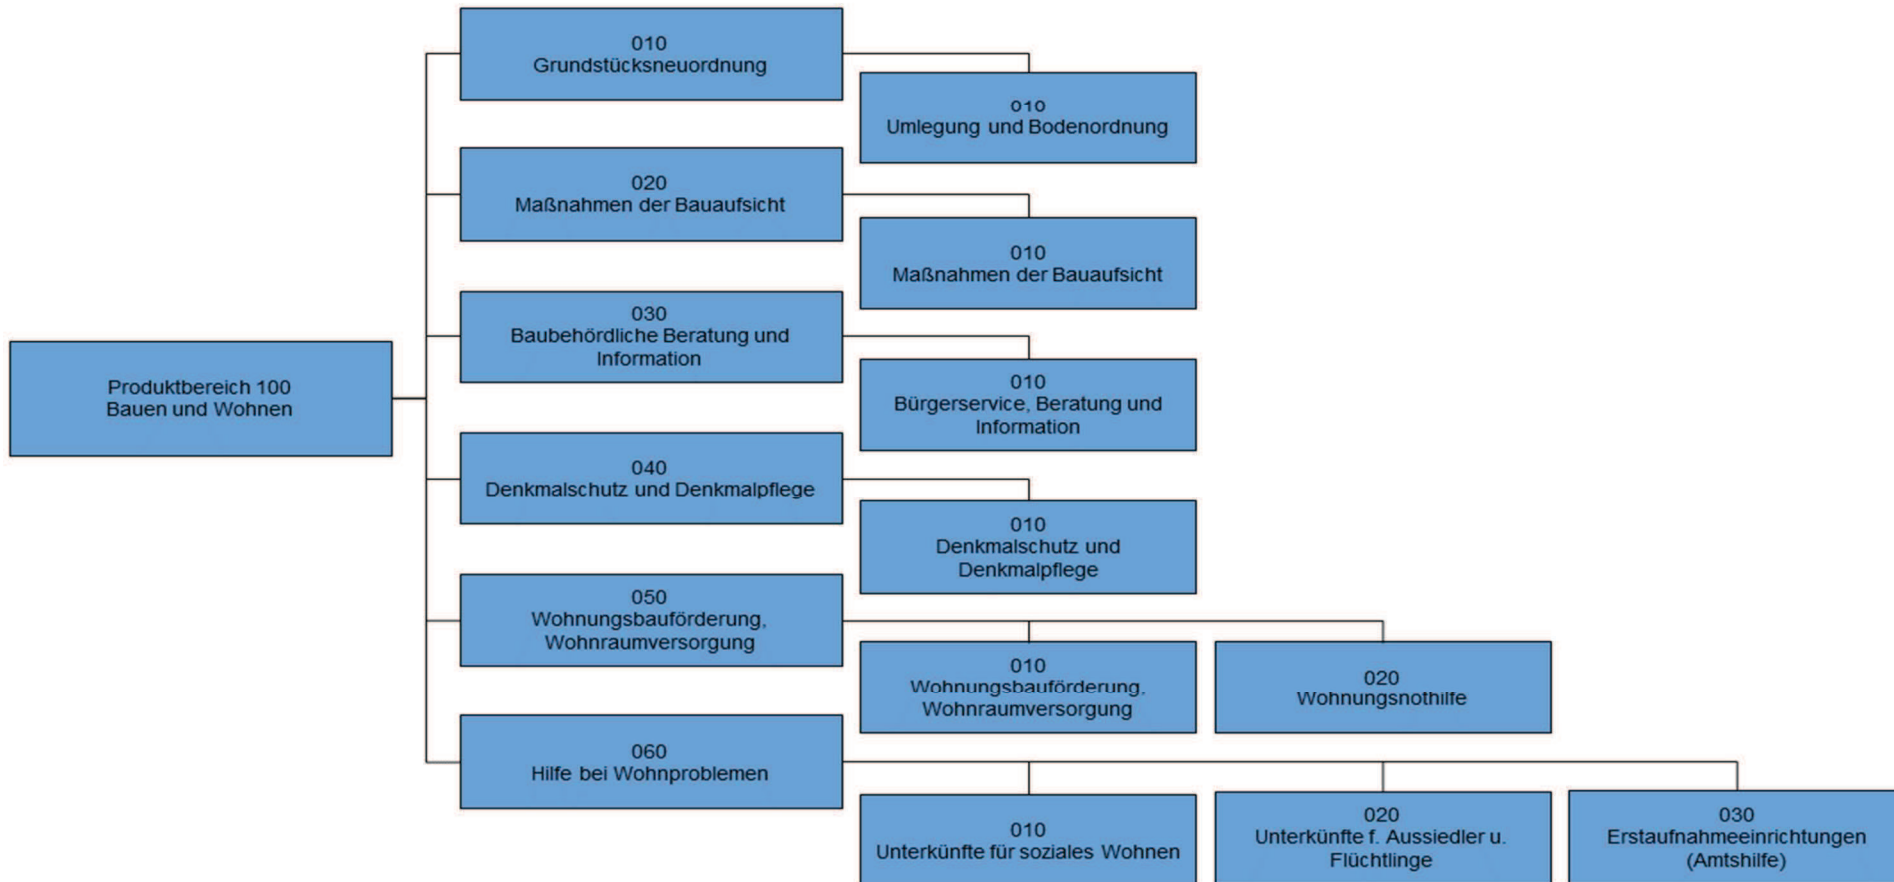 010
Grundstücksneuordnung
010
Umlegung und Bodenordnung
020
Maßnahmen der Bauaufsicht
010
Maßnahmen der Bauaufsicht
030
Baubehördliche Beratung und
Information
010
Bürgerservice, Beratung und
Information
Produktbereich 100
Bauen und Wohnen
040
Denkmalschutz und Denkmalpflege
010
Denkmalschutz und
Denkmalpflege
050
Wohnungsbauförderung,
Wohnraumversorgung
010
Wohnungsbauförderung,
Wohnraumversorgung
020
Wohnungsnothilfe
060
Hilfe bei Wohnproblemen
010
Unterkünfte für soziales Wohnen
020
Unterkünfte f. Aussiedler u.
Flüchtlinge
030
Erstaufnahmeeinrichtungen
(Amtshilfe)